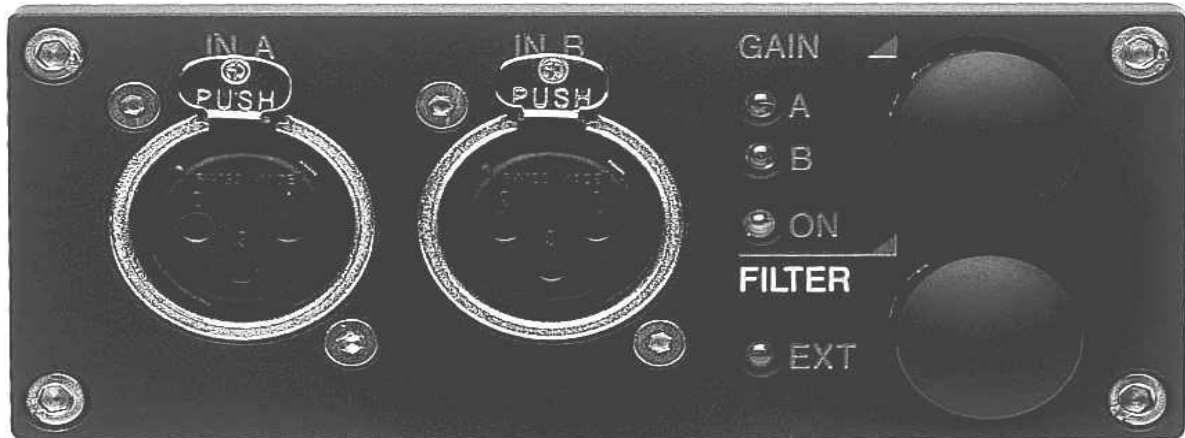 IN A
IN B
GAIN
PUSH
PUSH
A
B
ON
FILTER
EXT